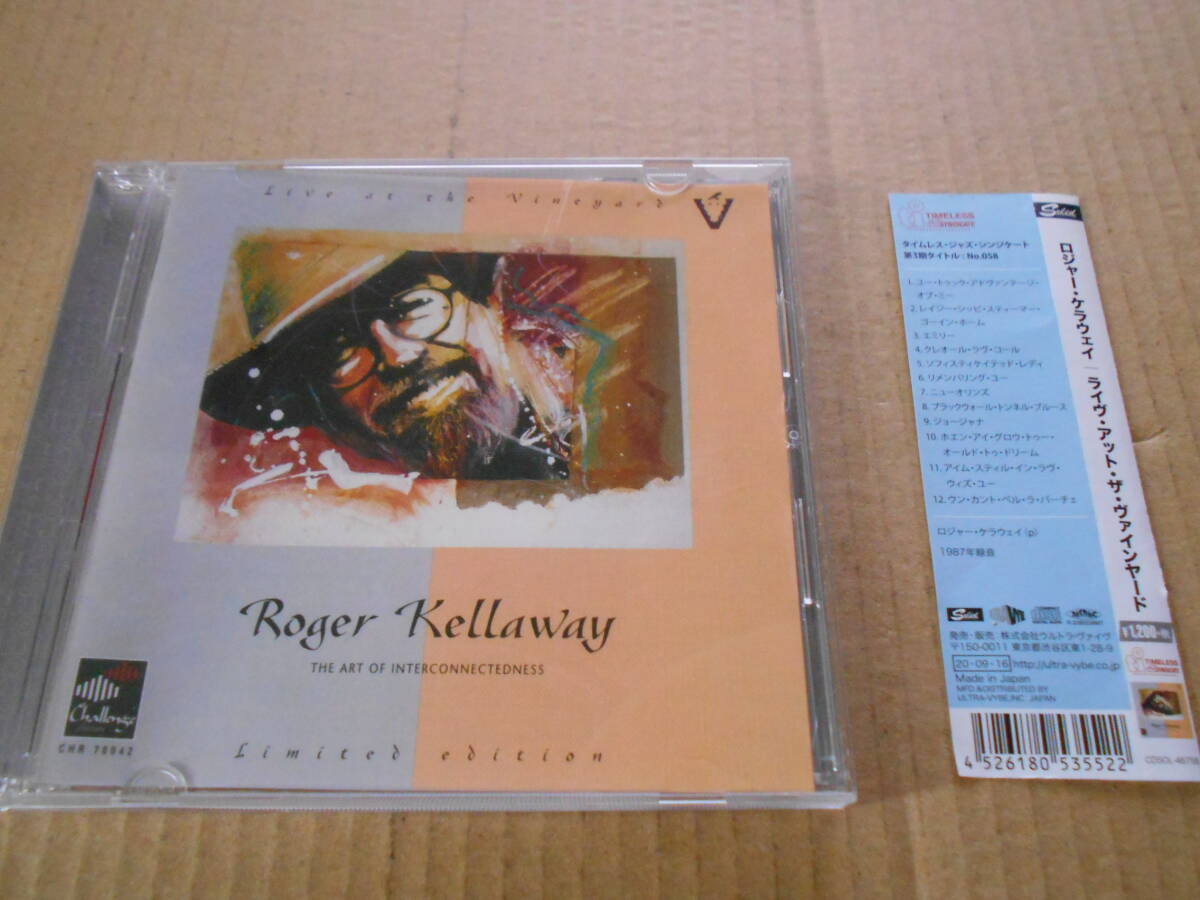 Live at the Vineyard
Roger Kellaway
THE ART OF INTERCONNECTEDNESS
Challenge
CHR 70042
Limited edition
TIMELESS
タイムレス・ジャズ・シンジケート
第3期タイトル：No.058
1. ユー・トゥック・アドヴァンテージ・
オブ・ミー
2. レイジー・シッピ・スティーマー・
ゴーイン・ホーム
3. エミリー
4. クレオール・ラヴ・コール
5. ソフィスティケイテッド・レディ
6. リメンバリング・ユー
7. ニューオリンズ
8. ブラックウォール・トンネル・ブルース
9. ジョージャナ
10. ホエン・アイ・グロウ・トゥー・
オールド・トゥ・ドリーム
11. アイム・スティル・イン・ラヴ・
ウィズ・ユー
12. ウン・カント・ペル・ラ・パーチェ
ロジャー・ケラウェイ (p)
1987年録音
Solid
発売・販売：株式会社ウルトラ・ヴァイヴ
〒150-0011 東京都渋谷区東1-28-9
20・09・16 http://ultra-vybe.co.jp
Made in Japan
MFD.&DISTRIBUTED BY
ULTRA-VYBE,INC. JAPAN
4 526180 535522
Solid
ロジャー・ケラウェイ｜ライヴ・アット・ザ・ヴァインヤード
¥1,200+税
TIMELESS